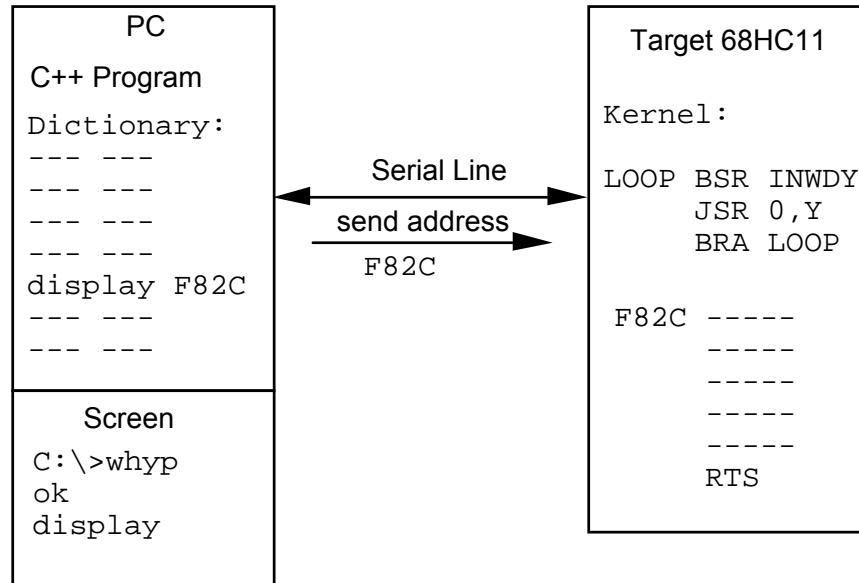 PC
C++ Program
Dictionary:
--- ---
--- ---
--- ---
--- ---
display F82C
--- ---
--- ---
Screen
C:\>whyp
ok
display
Serial Line
send address
F82C
Target 68HC11
Kernel:
LOOP BSR INWDY
JSR 0,Y
BRA LOOP
F82C -----
-----
-----
-----
-----
RTS